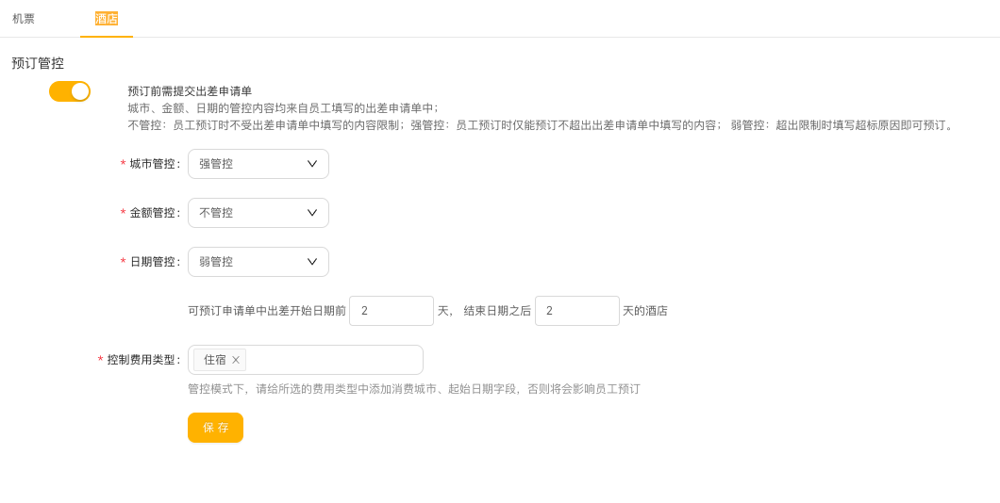 机票 酒店
预订管控
预订前需提交出差申请单
城市、金额、日期的管控内容均来自员工填写的出差申请单中；
不管控：员工预订时不受出差申请单中填写的内容限制；强管控：员工预订时仅能预订不超出出差申请单中填写的内容； 弱管控：超出限制时填写超标原因即可预订。
* 城市管控： 强管控
* 金额管控： 不管控
* 日期管控： 弱管控
可预订申请单中出差开始日期前 2 天， 结束日期之后 2 天的酒店
* 控制费用类型： 住宿
管控模式下，请给所选的费用类型中添加消费城市、起始日期字段，否则将会影响员工预订
保 存